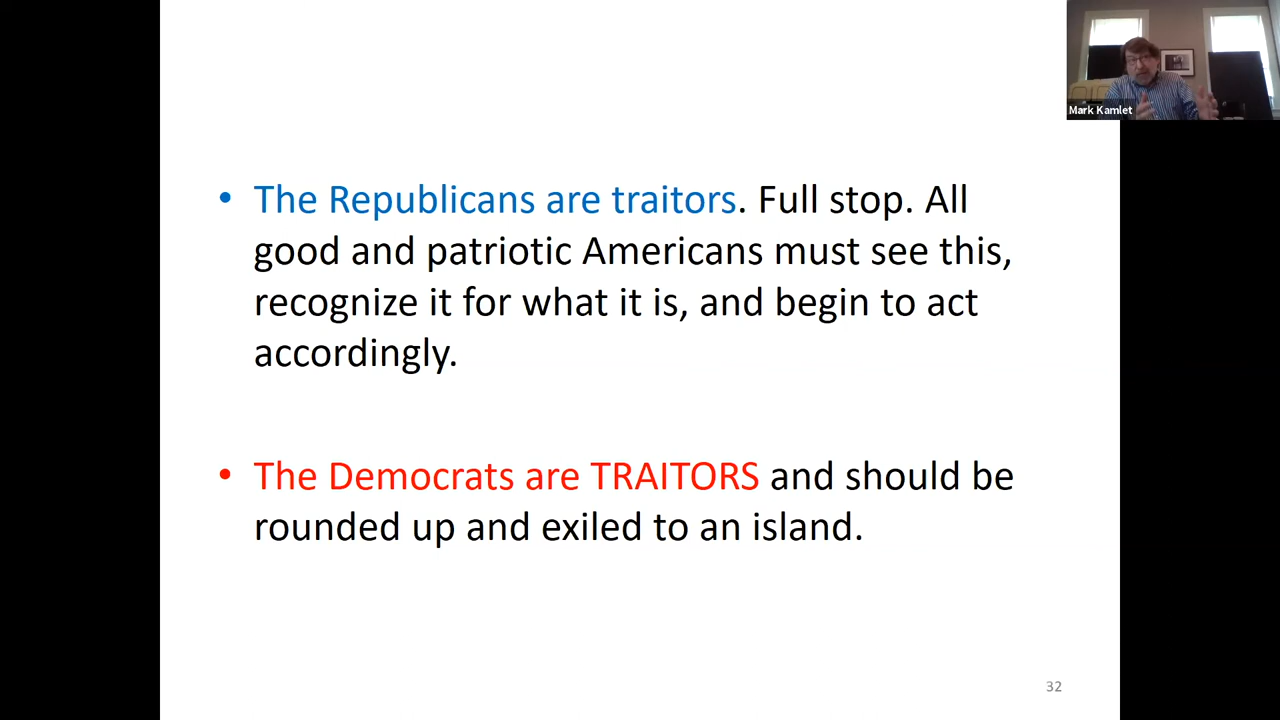 Mark Kamlet
• The Republicans are traitors. Full stop. All
good and patriotic Americans must see this,
recognize it for what it is, and begin to act
accordingly.
• The Democrats are TRAITORS and should be
rounded up and exiled to an island.
32